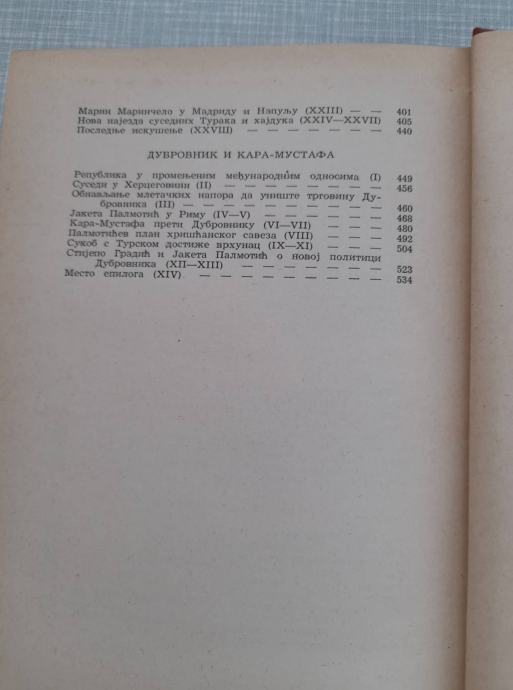 Марин Маринчело у Мадриду и Напуљу (XXIII) — — 401
Нова најезда суседних Турака и хајдука (XXIV—XXVII) 405
Последње искушење (XXVIII) — — — — — — — 440
ДУБРОВНИК И КАРА-МУСТАФА
Република у промењеним међународним односима (I) 449
Суседи у Херцеговини (II) — — — — — — — — 456
Обнављање млетачких напора да униште трговину Ду-
бровника (III) — — — — — — — — — — 460
Јакета Палмотић у Риму (IV—V) — — — — — — 468
Кара-Мустафа прети Дубровнику (VI—VII) — — — 480
Палмотићев план хришћанског савеза (VIII) — — — 492
Сукоб с Турском достиже врхунац (IX—XI) — — — 504
Стијепо Градић и Јакета Палмотић о новој политици
Дубровника (XII—XIII) — — — — — — — 523
Место епилога (XIV) — — — — — — — — — 534